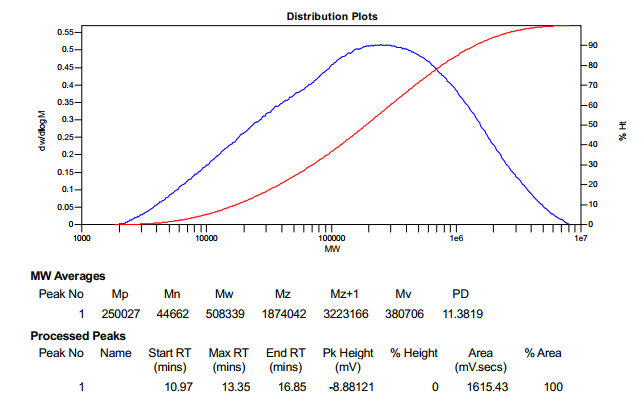 Distribution Plots
0.55
0.5
0.45
0.4
0.35
0.3
0.25
0.2
0.15
0.1
0.05
0
dw/dlogM
90
80
70
60
50
40
30
20
10
0
% Ht
1000 10000 100000 1e6 1e7
MW
MW Averages
Peak No Mp Mn Mw Mz Mz+1 Mv PD
1 250027 44662 508339 1874042 3223166 380706 11.3819
Processed Peaks
Peak No Name Start RT Max RT End RT Pk Height % Height Area % Area
(mins) (mins) (mins) (mV) (mV.secs)
1 10.97 13.35 16.85 -8.88121 0 1615.43 100